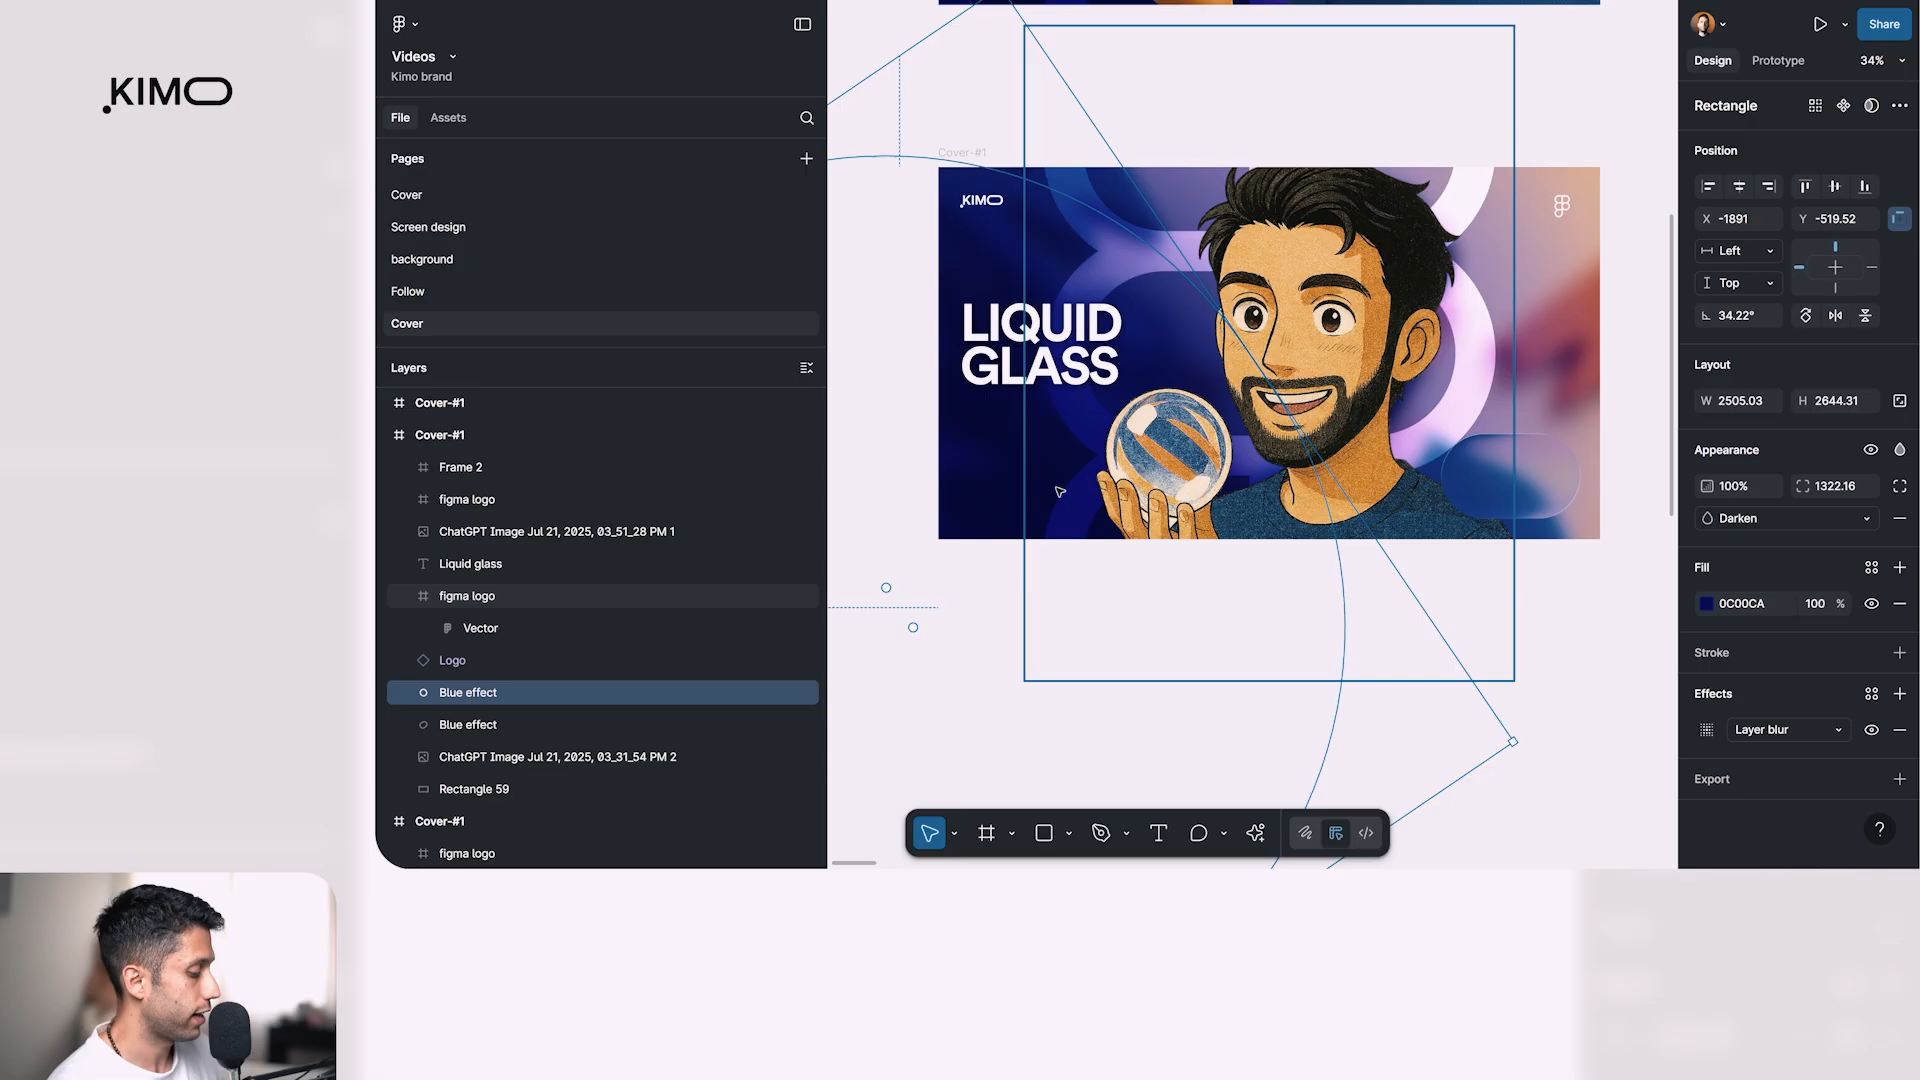 .KIMO
Videos
Kimo brand
File
Assets
Pages
Cover
Screen design
background
Follow
Cover
Layers
Cover-#1
Cover-#1
Frame 2
figma logo
ChatGPT Image Jul 21, 2025, 03_51_28 PM 1
Liquid glass
figma logo
Vector
Logo
Blue effect
Blue effect
ChatGPT Image Jul 21, 2025, 03_31_54 PM 2
Rectangle 59
Cover-#1
figma logo
Cover-#1
.KIMO
LIQUID
GLASS
Share
Design
Prototype
34%
Rectangle
Position
X -1891
Y -519.52
Left
Top
34.22°
Layout
W 2505.03
H 2644.31
Appearance
100%
1322.16
Darken
Fill
0C00CA
100 %
Stroke
Effects
Layer blur
Export
?